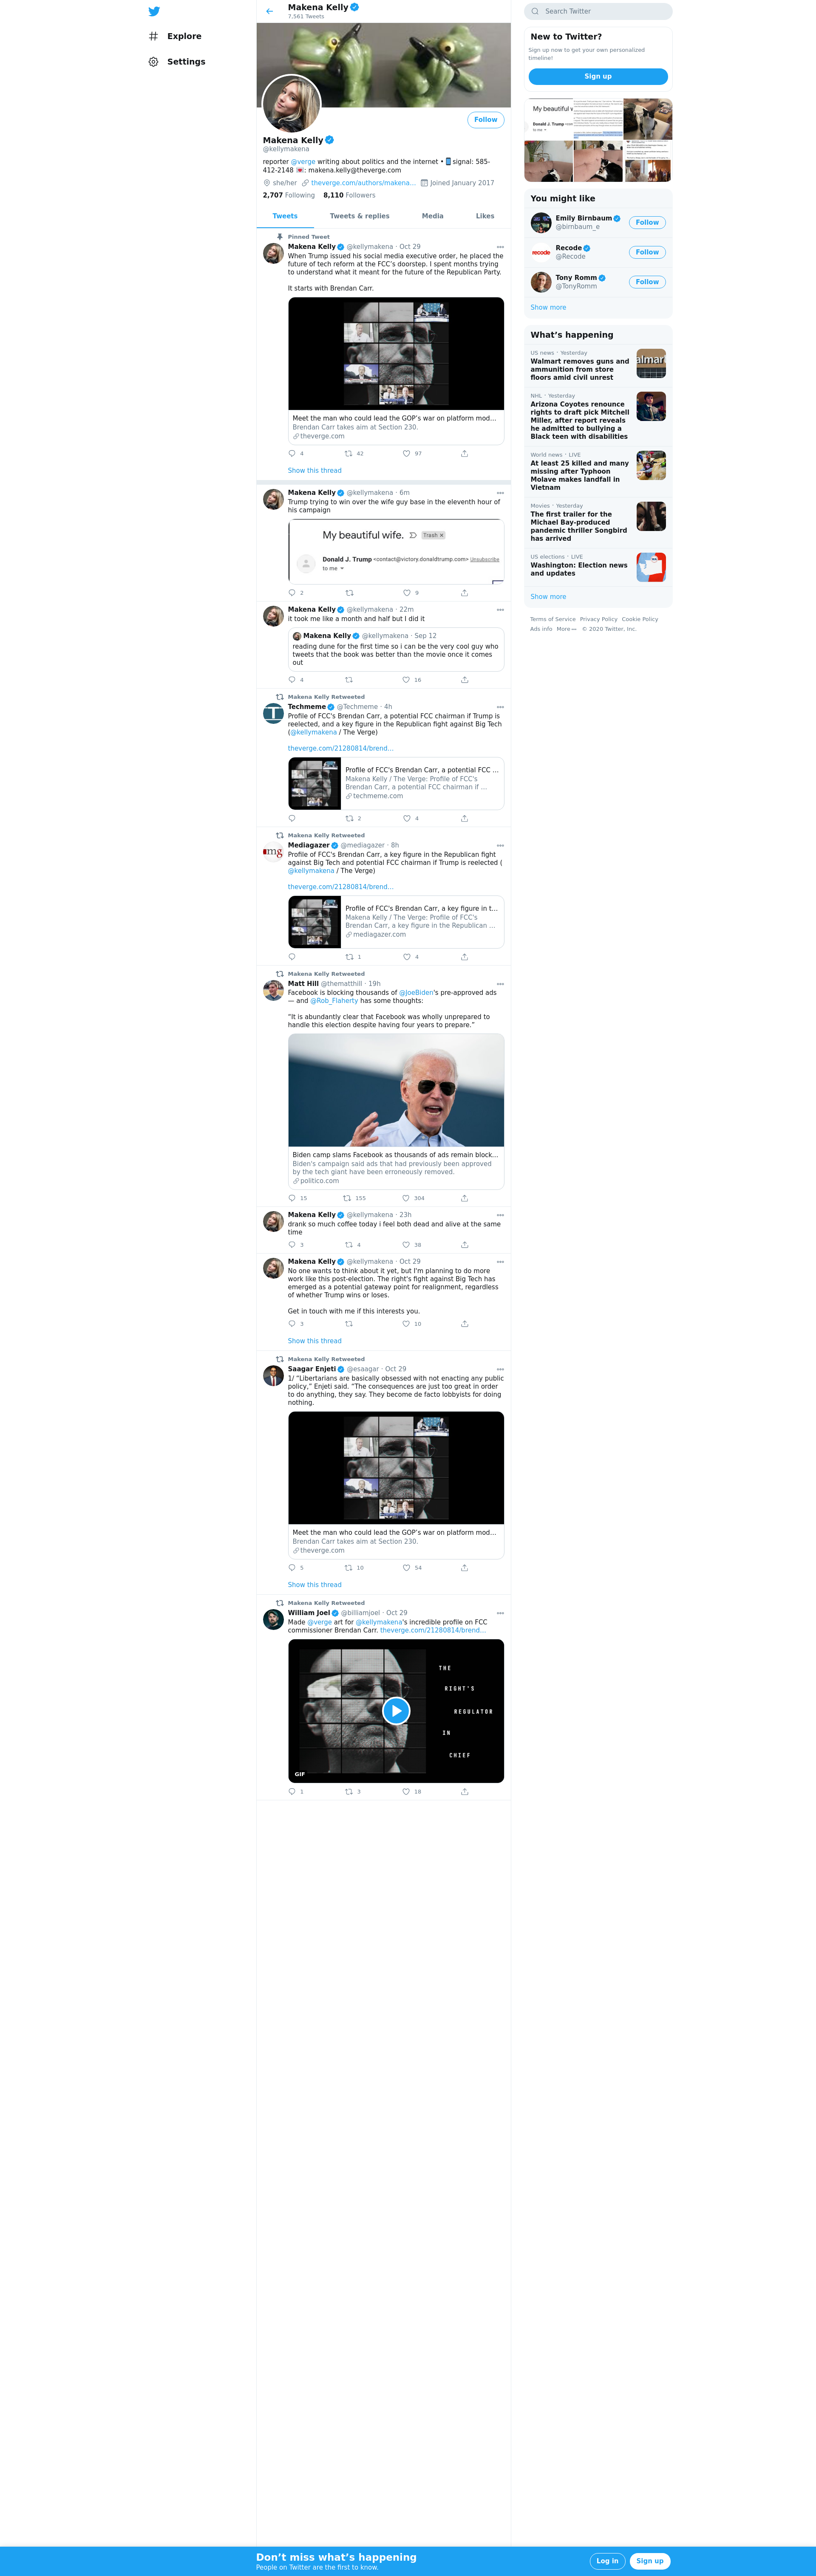 Explore
Settings
Makena Kelly
7,561 Tweets
Follow
Makena Kelly
@kellymakena
reporter @verge writing about politics and the internet • signal: 585-
412-2148 : makena.kelly@theverge.com
she/her verge.com/authors/makena… Joined January 2017
2,707 Following 8,110 Followers
Tweets Tweets & replies Media Likes
Pinned Tweet
Makena Kelly @kellymakena · Oct 29
When Trump issued his social media executive order, he placed the
future of tech reform at the FCC's doorstep. I spent months trying
to understand what it meant for the future of the Republican Party.
It starts with Brendan Carr.
Meet the man who could lead the GOP's war on platform mod…
Brendan Carr takes aim at Section 230.
theverge.com
4 42 97
Show this thread
Makena Kelly @kellymakena · 6m
Trump trying to win over the wife guy base in the eleventh hour of
his campaign
My beautiful wife. Trash ×
Donald J. Trump <contact@victory.donaldtrump.com> Unsubscribe
to me
2 9
Makena Kelly @kellymakena · 22m
it took me like a month and half but I did it
Makena Kelly @kellymakena · Sep 12
reading dune for the first time so i can be the very cool guy who
tweets that the book was better than the movie once it comes
out
4 16
Makena Kelly Retweeted
Techmeme @Techmeme · 4h
Profile of FCC's Brendan Carr, a potential FCC chairman if Trump is
reelected, and a key figure in the Republican fight against Big Tech
(@kellymakena / The Verge)
theverge.com/21280814/brend…
Profile of FCC's Brendan Carr, a potential FCC …
Makena Kelly / The Verge: Profile of FCC's
Brendan Carr, a potential FCC chairman if …
techmeme.com
2 4
Makena Kelly Retweeted
mg
Mediagazer @mediagazer · 8h
Profile of FCC's Brendan Carr, a key figure in the Republican fight
against Big Tech and potential FCC chairman if Trump is reelected (
@kellymakena / The Verge)
theverge.com/21280814/brend…
Profile of FCC's Brendan Carr, a key figure in t…
Makena Kelly / The Verge: Profile of FCC's
Brendan Carr, a key figure in the Republican …
mediagazer.com
1 4
Makena Kelly Retweeted
Matt Hill @thematthill · 19h
Facebook is blocking thousands of @JoeBiden's pre-approved ads
— and @Rob_Flaherty has some thoughts:
"It is abundantly clear that Facebook was wholly unprepared to
handle this election despite having four years to prepare."
Biden camp slams Facebook as thousands of ads remain block…
Biden's campaign said ads that had previously been approved
by the tech giant have been erroneously removed.
politico.com
15 155 304
Makena Kelly @kellymakena · 23h
drank so much coffee today i feel both dead and alive at the same
time
3 4 38
Makena Kelly @kellymakena · Oct 29
No one wants to think about it yet, but I'm planning to do more
work like this post-election. The right's fight against Big Tech has
emerged as a potential gateway point for realignment, regardless
of whether Trump wins or loses.
Get in touch with me if this interests you.
3 10
Show this thread
Makena Kelly Retweeted
Saagar Enjeti @esaagar · Oct 29
1/ "Libertarians are basically obsessed with not enacting any public
policy," Enjeti said. "The consequences are just too great in order
to do anything, they say. They become de facto lobbyists for doing
nothing.
Meet the man who could lead the GOP's war on platform mod…
Brendan Carr takes aim at Section 230.
theverge.com
5 10 54
Show this thread
Makena Kelly Retweeted
William Joel @billiamjoel · Oct 29
Made @verge art for @kellymakena's incredible profile on FCC
commissioner Brendan Carr. theverge.com/21280814/brend…
THE
RIGHT'S
REGULATOR
IN
CHIEF
GIF
1 3 18
Search Twitter
New to Twitter?
Sign up now to get your own personalized
timeline!
Sign up
My beautiful w
Donald J. Trump
to me
You might like
Emily Birnbaum
@birnbaum_e
Follow
recode
Recode
@Recode
Follow
Tony Romm
@TonyRomm
Follow
Show more
What's happening
US news · Yesterday
Walmart removes guns and
ammunition from store
floors amid civil unrest
NHL · Yesterday
Arizona Coyotes renounce
rights to draft pick Mitchell
Miller, after report reveals
he admitted to bullying a
Black teen with disabilities
World news · LIVE
At least 25 killed and many
missing after Typhoon
Molave makes landfall in
Vietnam
Movies · Yesterday
The first trailer for the
Michael Bay-produced
pandemic thriller Songbird
has arrived
US elections · LIVE
Washington: Election news
and updates
Show more
Terms of Service Privacy Policy Cookie Policy
Ads info More © 2020 Twitter, Inc.
Don't miss what's happening
People on Twitter are the first to know.
Log in
Sign up